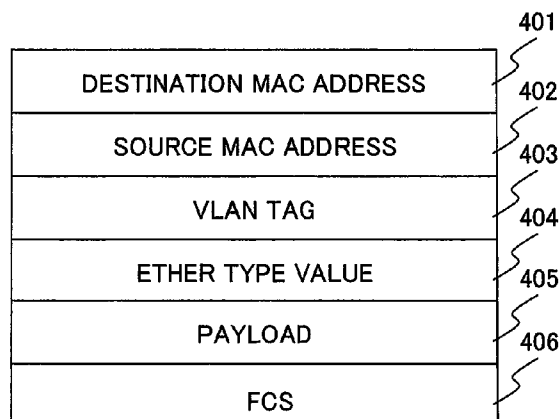 401
DESTINATION MAC ADDRESS
402
SOURCE MAC ADDRESS
403
VLAN TAG
404
ETHER TYPE VALUE
405
PAYLOAD
406
FCS